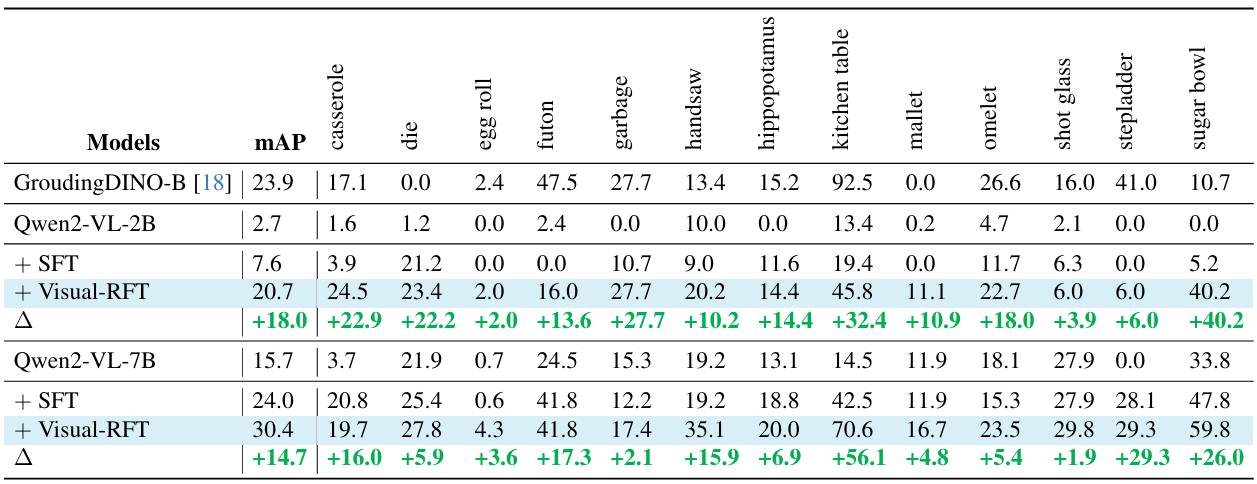 Models mAP casserole die egg roll futon garbage handsaw hippopotamus kitchen table mallet omelet shot glass stepladder sugar bowl
GroudingDINO-B [18] 23.9 17.1 0.0 2.4 47.5 27.7 13.4 15.2 92.5 0.0 26.6 16.0 41.0 10.7
Qwen2-VL-2B 2.7 1.6 1.2 0.0 2.4 0.0 10.0 0.0 13.4 0.2 4.7 2.1 0.0 0.0
+ SFT 7.6 3.9 21.2 0.0 0.0 10.7 9.0 11.6 19.4 0.0 11.7 6.3 0.0 5.2
+ Visual-RFT 20.7 24.5 23.4 2.0 16.0 27.7 20.2 14.4 45.8 11.1 22.7 6.0 6.0 40.2
Δ +18.0 +22.9 +22.2 +2.0 +13.6 +27.7 +10.2 +14.4 +32.4 +10.9 +18.0 +3.9 +6.0 +40.2
Qwen2-VL-7B 15.7 3.7 21.9 0.7 24.5 15.3 19.2 13.1 14.5 11.9 18.1 27.9 0.0 33.8
+ SFT 24.0 20.8 25.4 0.6 41.8 12.2 19.2 18.8 42.5 11.9 15.3 27.9 28.1 47.8
+ Visual-RFT 30.4 19.7 27.8 4.3 41.8 17.4 35.1 20.0 70.6 16.7 23.5 29.8 29.3 59.8
Δ +14.7 +16.0 +5.9 +3.6 +17.3 +2.1 +15.9 +6.9 +56.1 +4.8 +5.4 +1.9 +29.3 +26.0